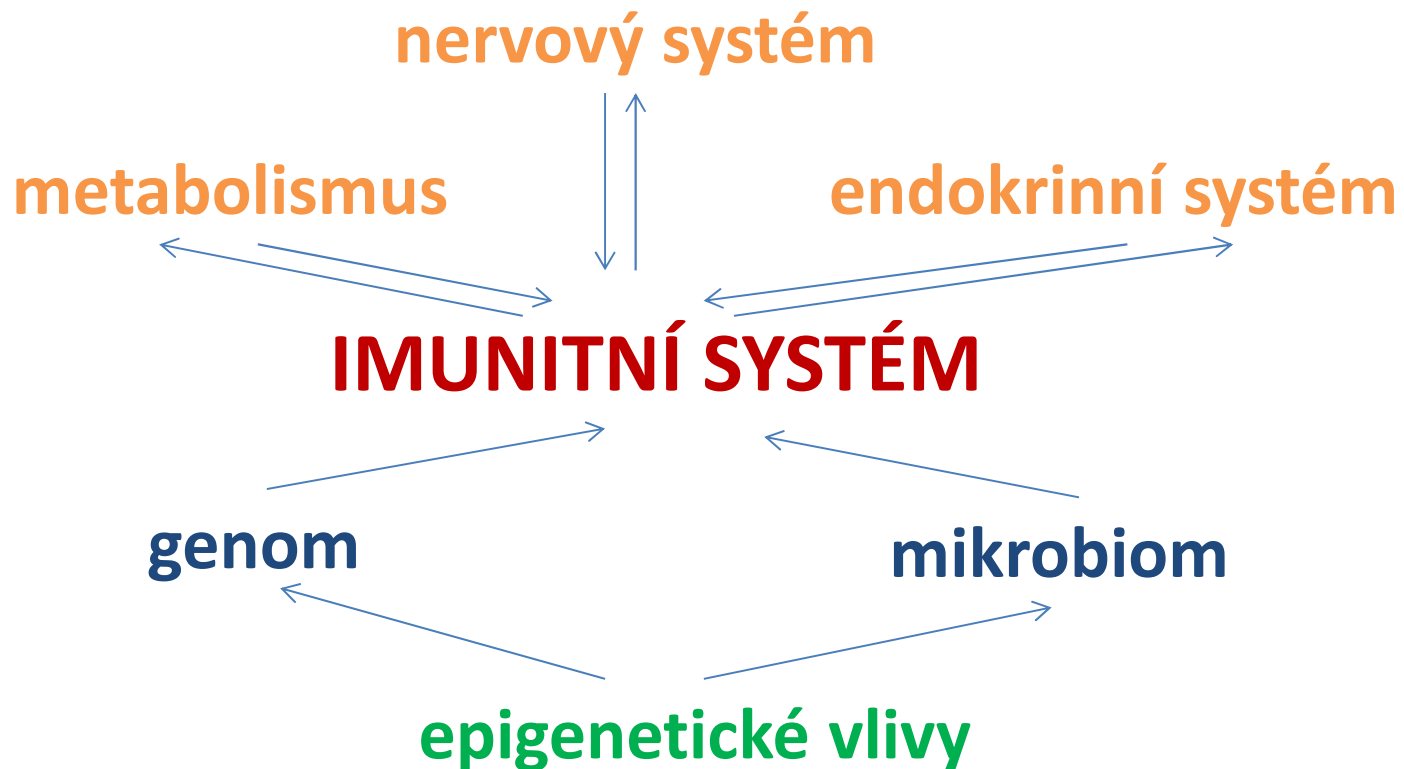 nervový systém
metabolismus
endokrinní systém
IMUNITNÍ SYSTÉM
genom
mikrobiom
epigenetické vlivy